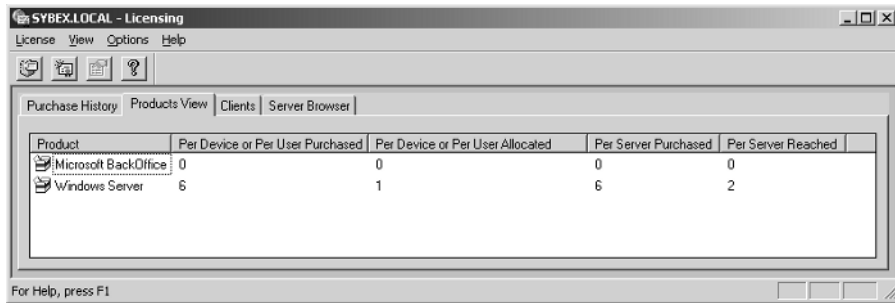 SYBEX.LOCAL - Licensing
License View Options Help
Purchase History Products View Clients Server Browser
Product Per Device or Per User Purchased Per Device or Per User Allocated Per Server Purchased Per Server Reached
Microsoft BackOffice 0 0 0 0
Windows Server 6 1 6 2
For Help, press F1